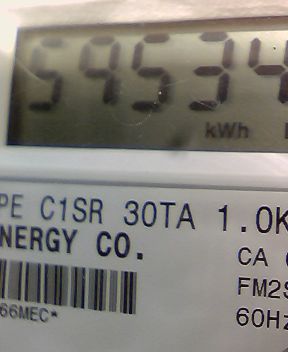 59534
kWh
PE C1SR 30TA 1.0K
NERGY CO.
CA
FM2S
66MEC*
60Hz